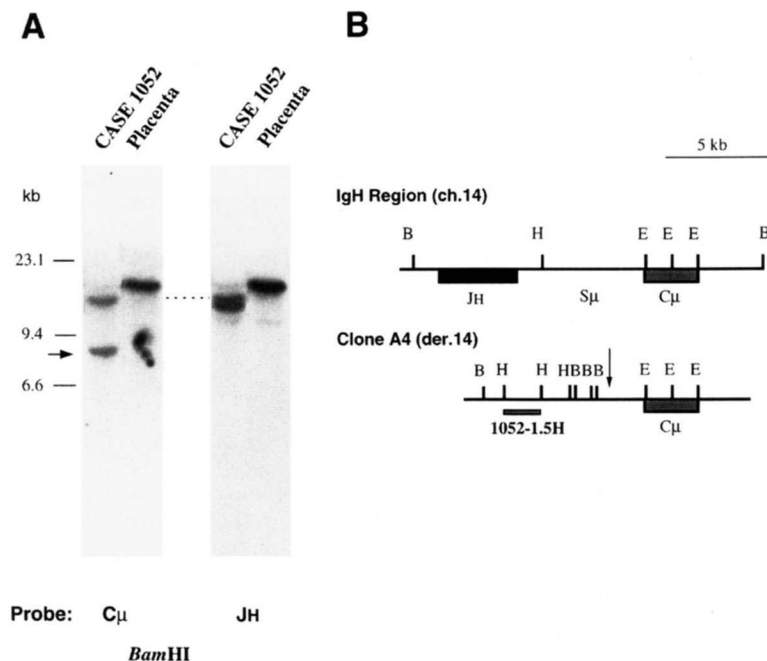 A
CASE 1052
Placenta
CASE 1052
Placenta
kb
23.1
9.4
6.6
Probe: Cμ JH
BamHI
B
5 kb
IgH Region (ch.14)
B H E E E B
JH Sμ Cμ
Clone A4 (der.14)
B H H HBBB E E E
1052-1.5H Cμ